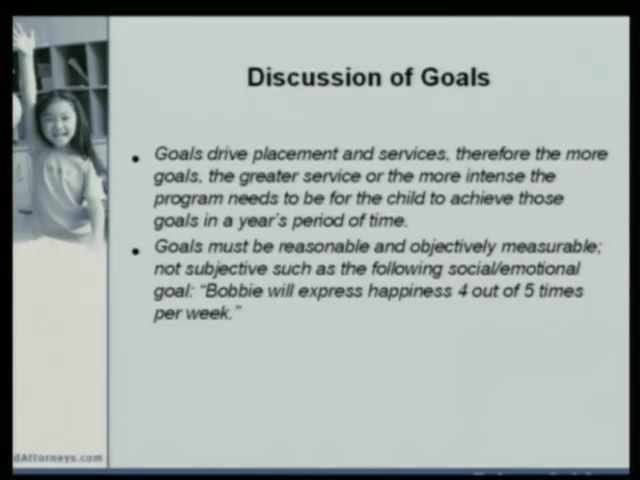 Discussion of Goals
• Goals drive placement and services, therefore the more
goals, the greater service or the more intense the
program needs to be for the child to achieve those
goals in a year's period of time.
• Goals must be reasonable and objectively measurable;
not subjective such as the following social/emotional
goal: “Bobbie will express happiness 4 out of 5 times
per week.”
dAttorneys.com